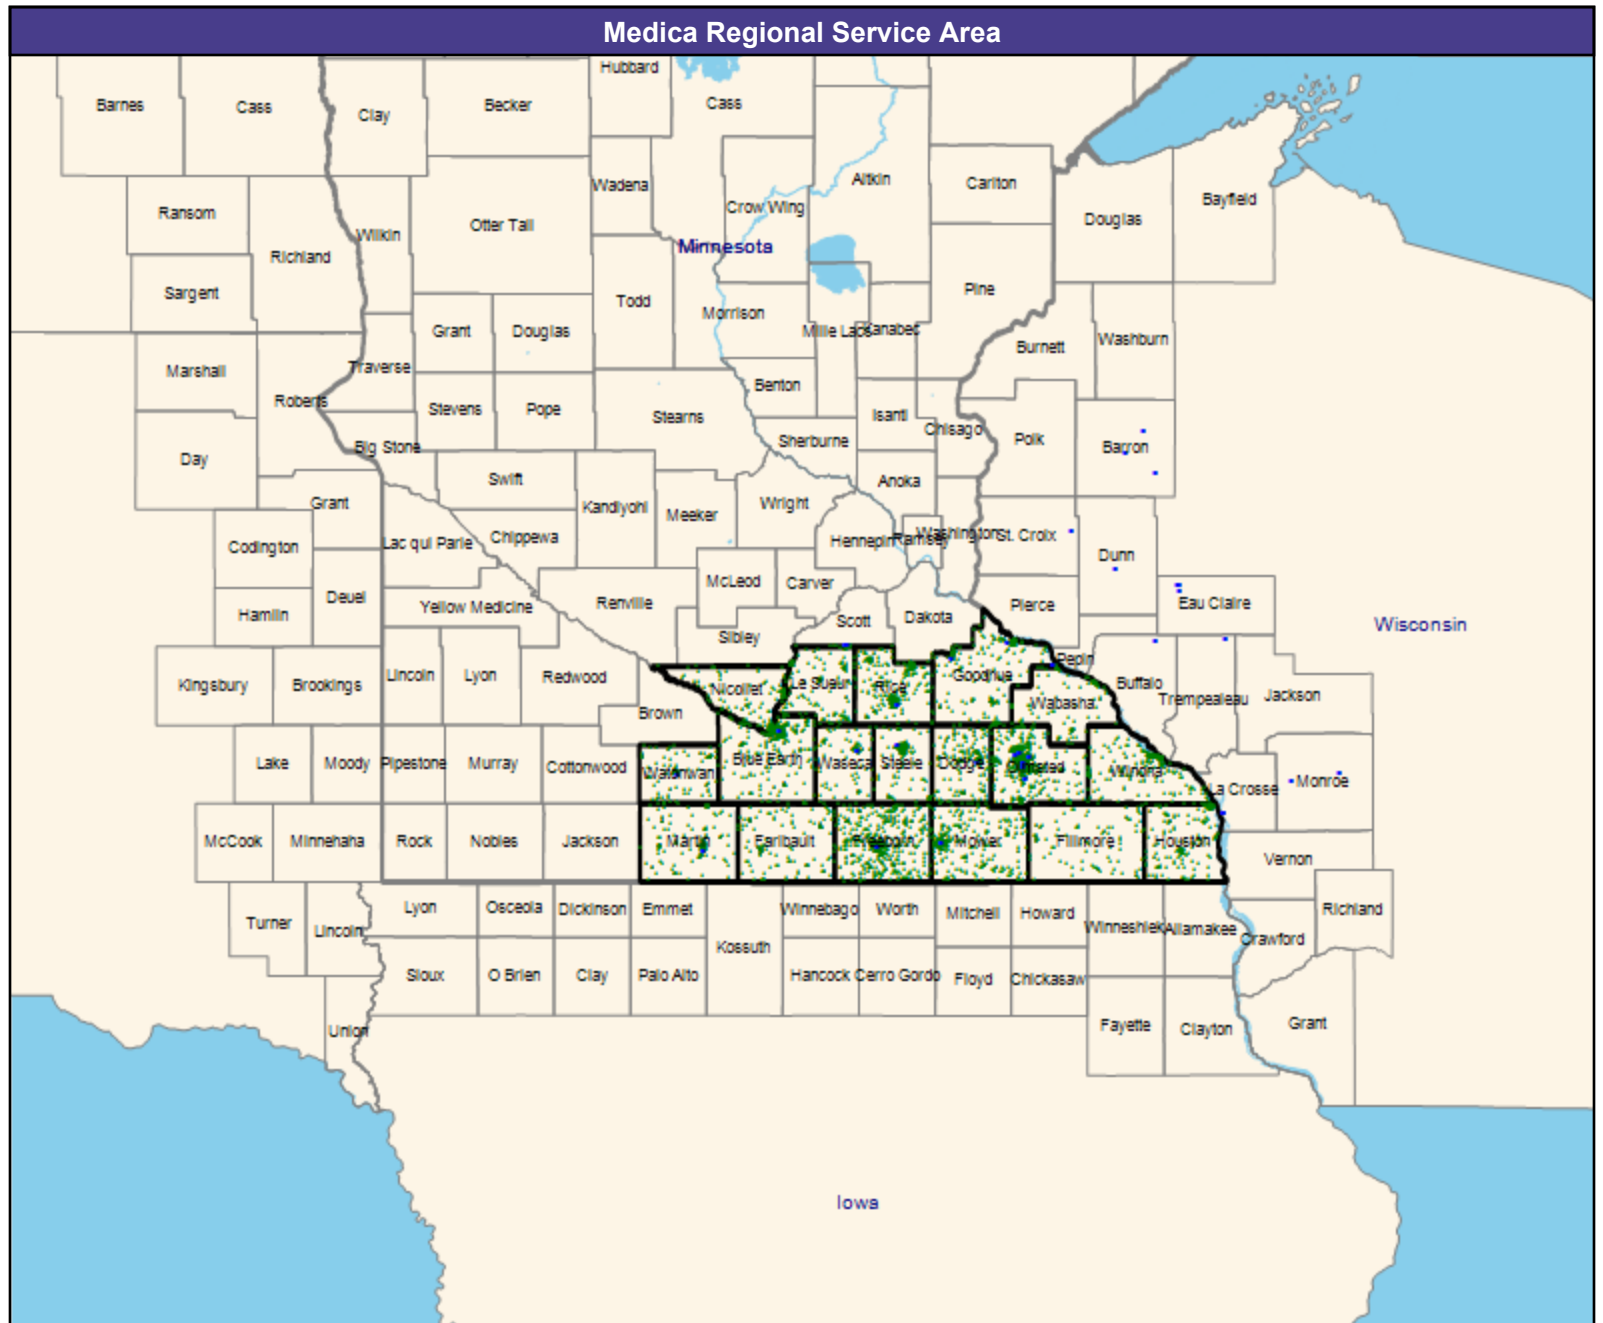 Medica Regional Service Area
Hubbard
Barnes
Cass
Clay
Becker
Cass
Wadena
Crow Wing
Aitkin
Carlton
Douglas
Bayfield
Ransom
Richland
Wilkin
Otter Tail
Minnesota
Sargent
Todd
Morrison
Mille Lacs
Kanabec
Pine
Grant
Douglas
Burnett
Washburn
Marshall
Roberts
Traverse
Stevens
Pope
Stearns
Benton
Isanti
Chisago
Polk
Barron
Day
Big Stone
Sherburne
Grant
Swift
Kandiyohi
Meeker
Wright
Anoka
Codington
Lac qui Parle
Chippewa
Hennepin
Ramsey
Washington
St. Croix
Dunn
Hamlin
Deuel
Yellow Medicine
Renville
McLeod
Carver
Scott
Dakota
Pierce
Eau Claire
Wisconsin
Sibley
Kingsbury
Brookings
Lincoln
Lyon
Redwood
Brown
Nicollet
Le Sueur
Rice
Goodhue
Wabasha
Pepin
Buffalo
Trempealeau
Jackson
Lake
Moody
Pipestone
Murray
Cottonwood
Watonwan
Blue Earth
Waseca
Steele
Dodge
Olmsted
Winona
La Crosse
Monroe
McCook
Minnehaha
Rock
Nobles
Jackson
Martin
Faribault
Freeborn
Mower
Fillmore
Houston
Vernon
Turner
Lincoln
Lyon
Osceola
Dickinson
Emmet
Kossuth
Winnebago
Worth
Mitchell
Howard
Winneshiek
Allamakee
Crawford
Richland
Sioux
O Brien
Clay
Palo Alto
Hancock
Cerro Gordo
Floyd
Chickasaw
Union
Fayette
Clayton
Grant
Iowa